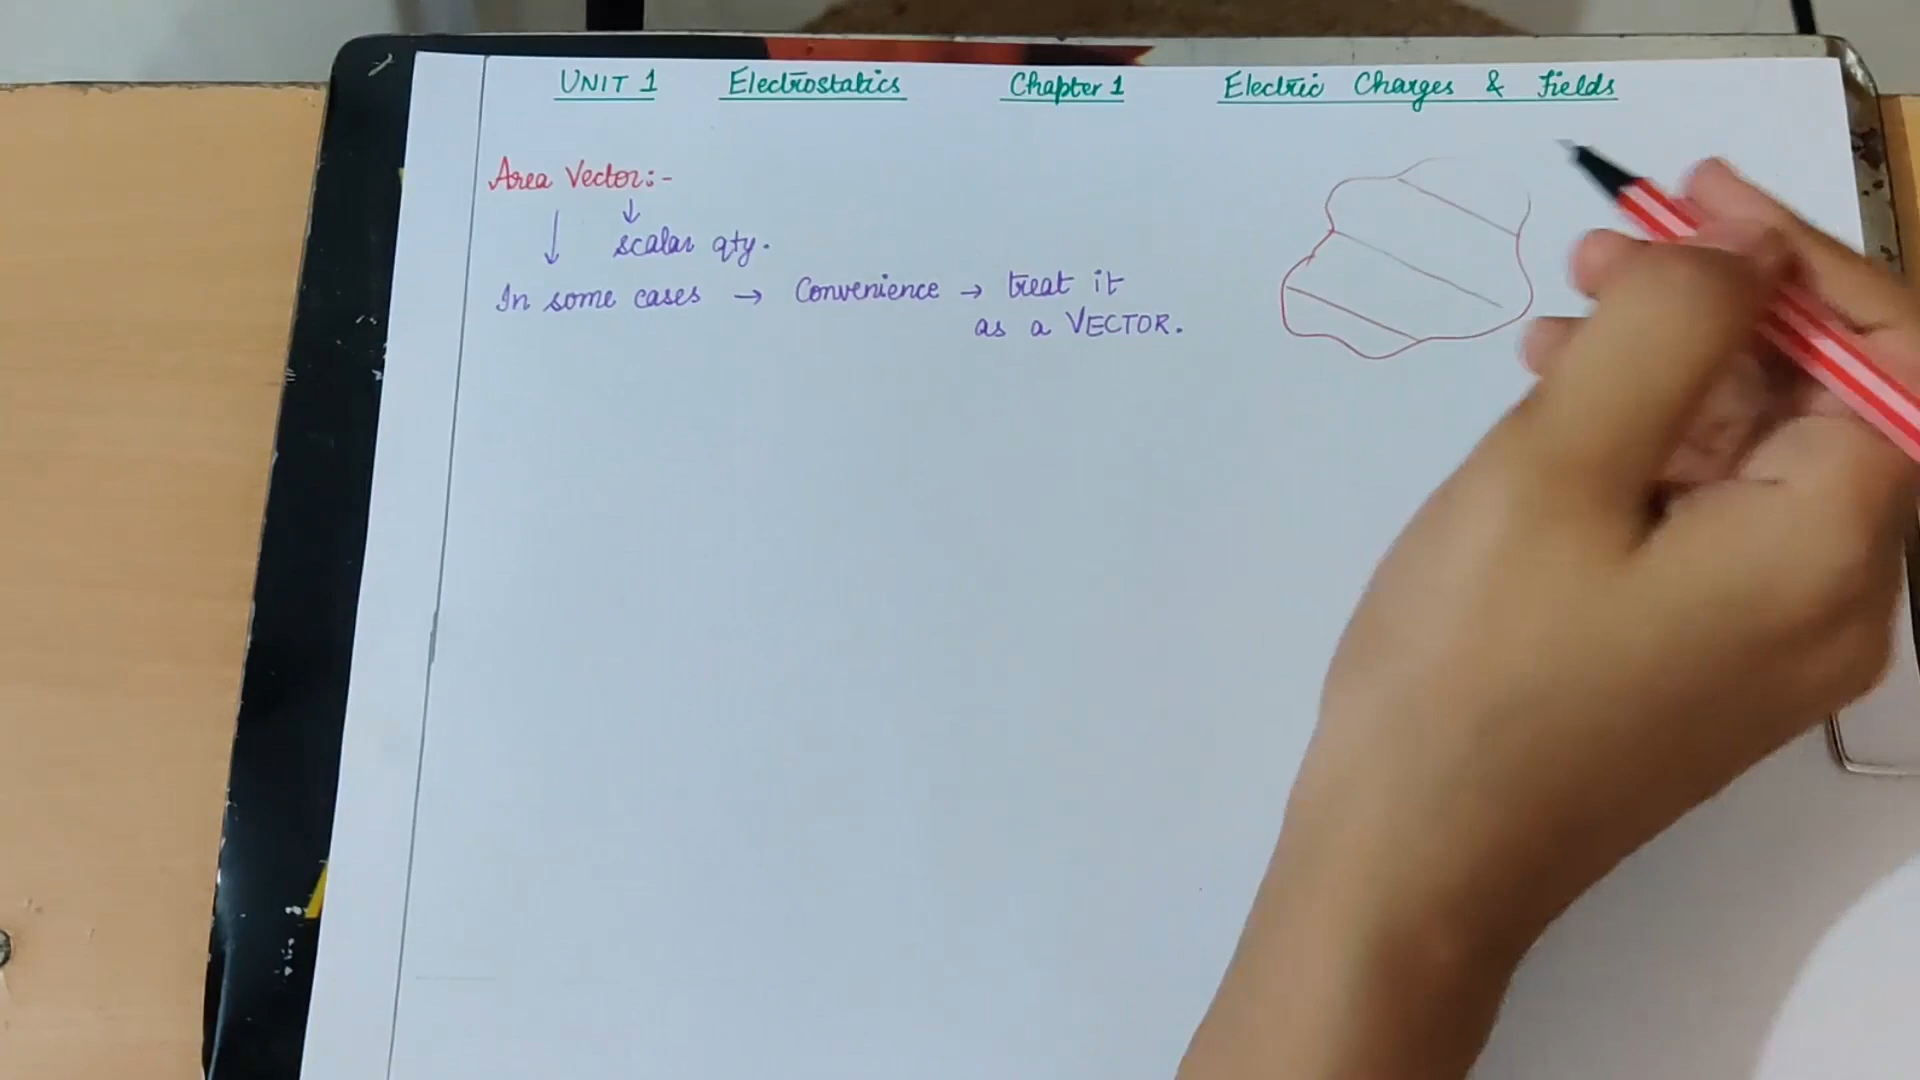 UNIT 1 Electrostatics Chapter 1 Electric Charges & Fields
Area Vector:-
scalar qty.
In some cases → Convenience → treat it
as a VECTOR.